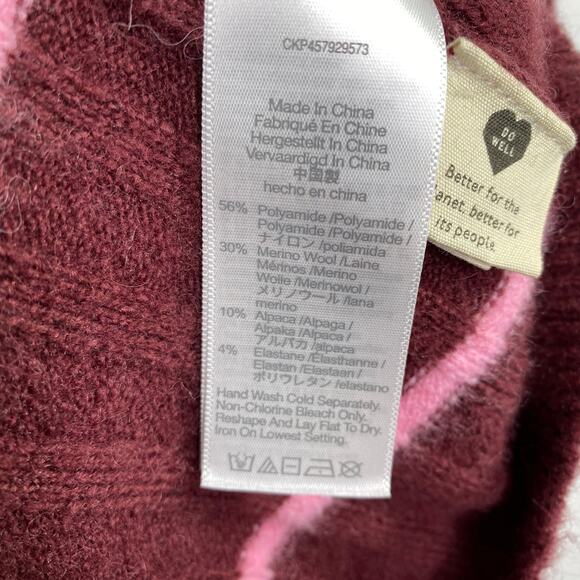 CKP457929573
Made In China
Fabriqué En Chine
Hergestellt In China
Vervaardigd In China
中国製
hecho en china
56% Polyamide /Polyamide /
Polyamide /Polyamide /
ナイロン /poliamida
30% Merino Wool /Laine
Mérinos /Merino
Wolle /Merinowol /
メリノウール /lana
merino
10% Alpaca /Alpaga /
Alpaka /Alpaca /
アルパカ /alpaca
4% Elastane /Élasthanne /
Elastan /Elastaan /
ポリウレタン /elastano
Hand Wash Cold Separately.
Non-Chlorine Bleach Only.
Reshape And Lay Flat To Dry.
Iron On Lowest Setting.
DO
WELL
Better for the
lanet, better for
its people.